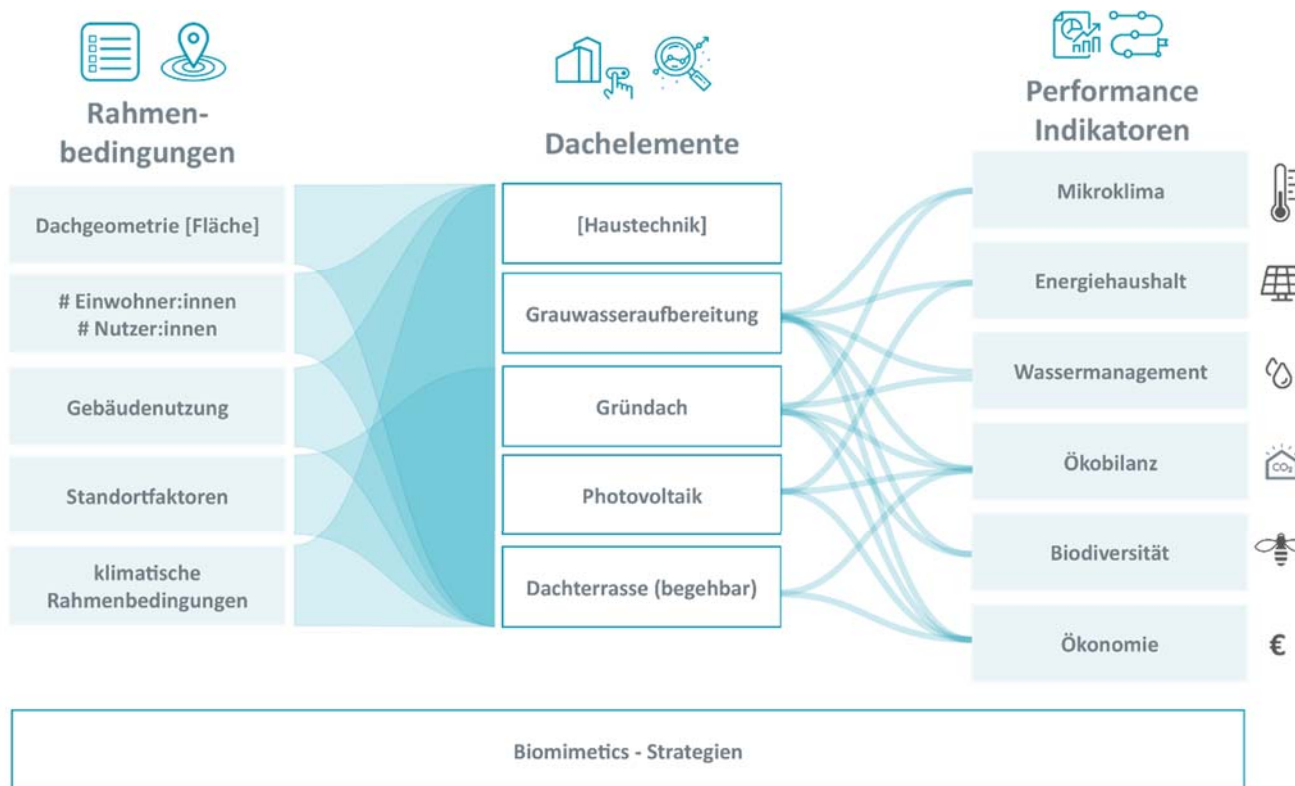 Rahmen-
bedingungen
Dachgeometrie [Fläche]
# Einwohner:innen
# Nutzer:innen
Gebäudenutzung
Standortfaktoren
klimatische
Rahmenbedingungen
Dachelemente
[Haustechnik]
Grauwasseraufbereitung
Gründach
Photovoltaik
Dachterrasse (begehbar)
Performance
Indikatoren
Mikroklima
Energiehaushalt
Wassermanagement
Ökobilanz
CO₂
Biodiversität
Ökonomie
€
Biomimetics - Strategien